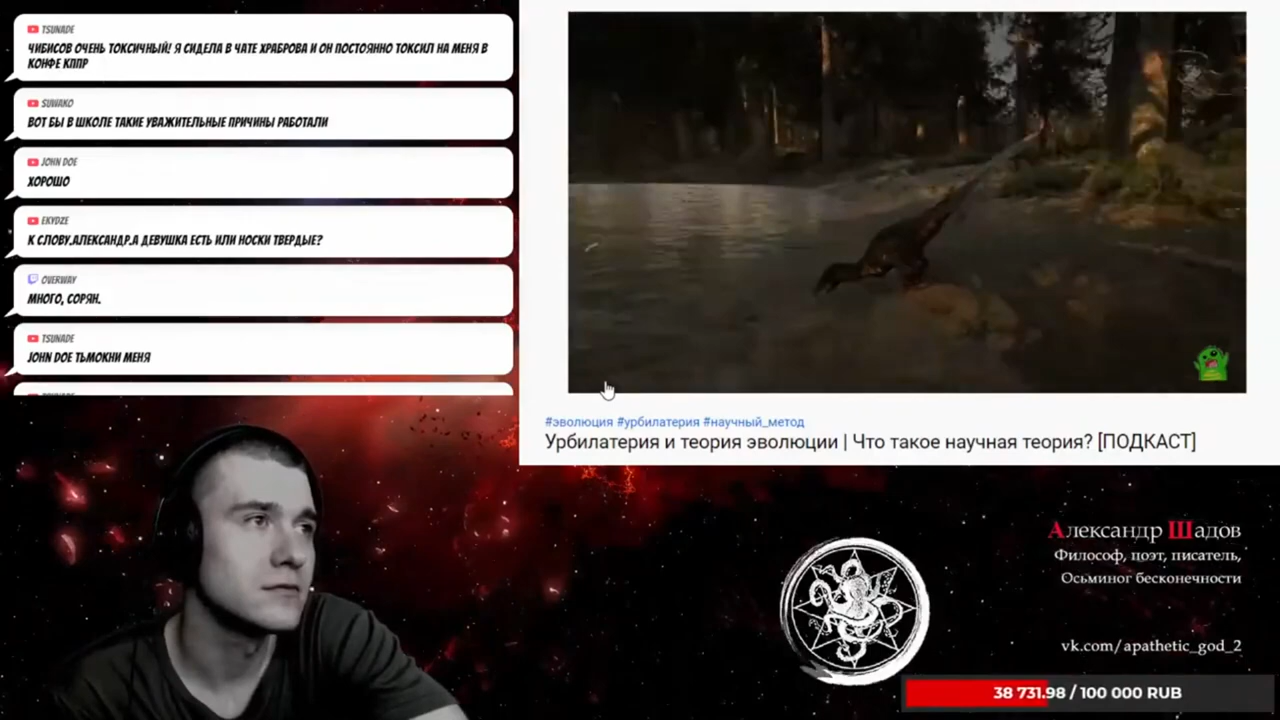 TSUNADE
ЧИБИСОВ ОЧЕНЬ ТОКСИЧНЫЙ! Я СИДЕЛА В ЧАТЕ ХРАБРОВА И ОН ПОСТОЯННО ТОКСИЛ НА МЕНЯ В
КОНФЕ КППР
SUWAKO
ВОТ БЫ В ШКОЛЕ ТАКИЕ УВАЖИТЕЛЬНЫЕ ПРИЧИНЫ РАБОТАЛИ
JOHN DOE
ХОРОШО
EKYDZE
К СЛОВУ.АЛЕКСАНДР.А ДЕВУШКА ЕСТЬ ИЛИ НОСКИ ТВЕРДЫЕ?
OVERWAY
МНОГО, СОРЯН.
TSUNADE
JOHN DOE ТЬМОКНИ МЕНЯ
#эволюция #урбилатерия #научный_метод
Урбилатерия и теория эволюции | Что такое научная теория? [ПОДКАСТ]
Александр Шадов
Философ, поэт, писатель,
Осьминог бесконечности
vk.com/apathetic_god_2
38 731.98 / 100 000 RUB